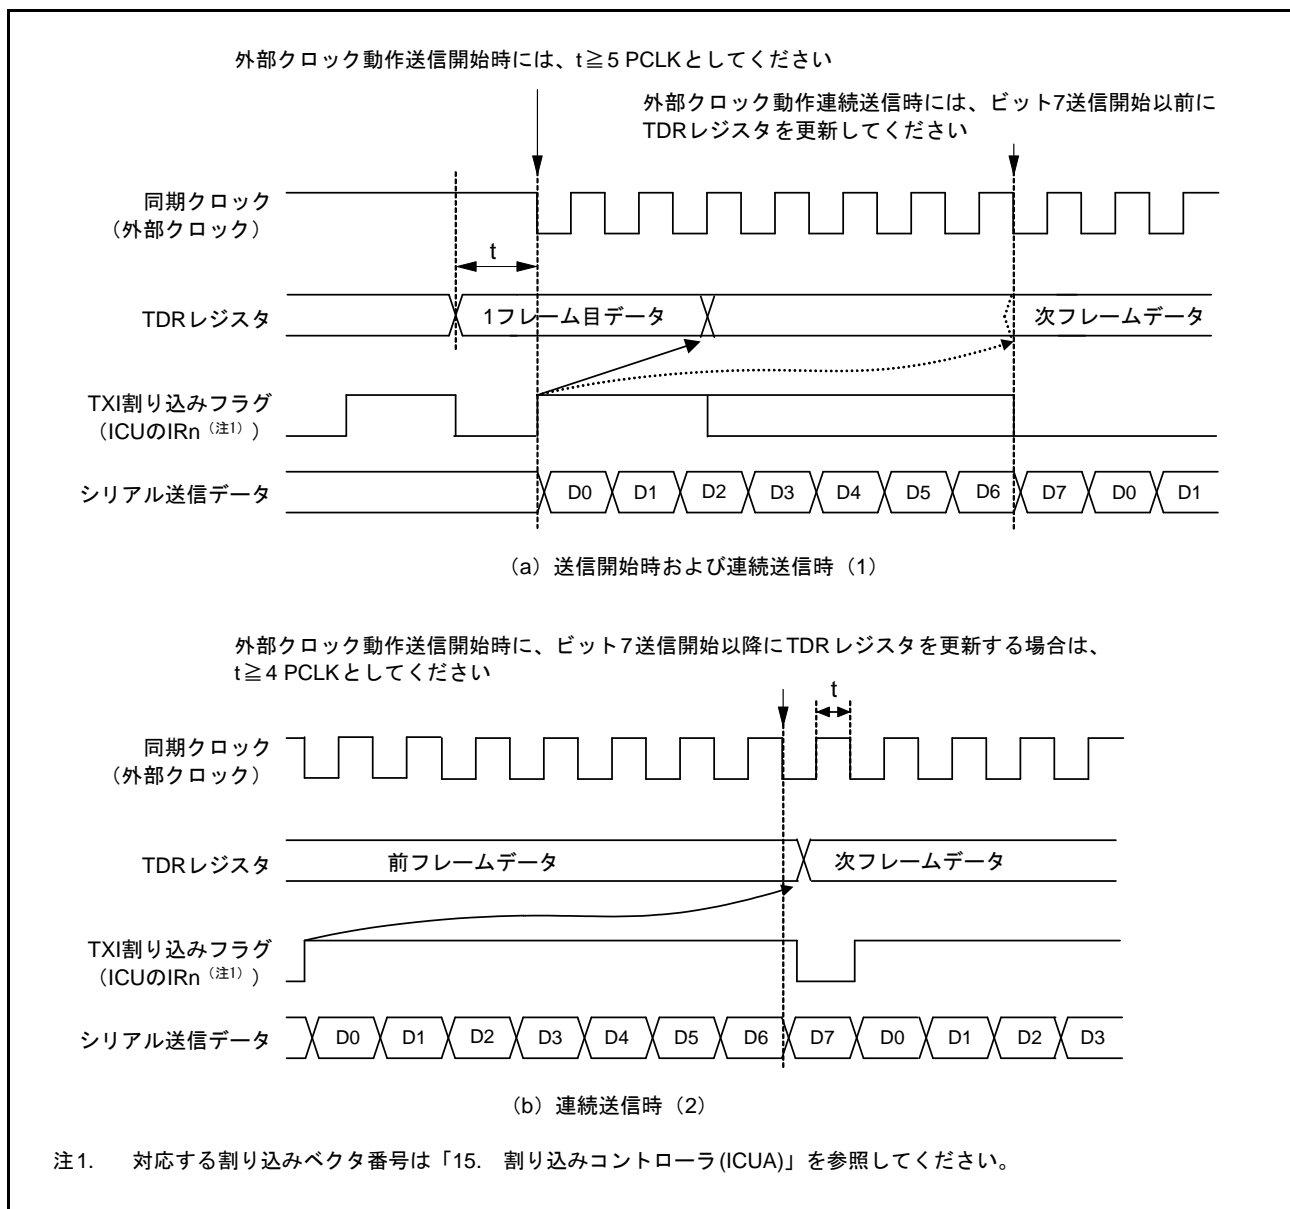 外部クロック動作送信開始時には、t≧5 PCLKとしてください
外部クロック動作連続送信時には、ビット7送信開始以前に
TDRレジスタを更新してください
同期クロック
（外部クロック）
t
TDRレジスタ
1フレーム目データ
次フレームデータ
TXI割り込みフラグ
（ICUのIRn（注1））
シリアル送信データ
D0 D1 D2 D3 D4 D5 D6 D7 D0 D1
（a）送信開始時および連続送信時（1）
外部クロック動作送信開始時に、ビット7送信開始以降にTDRレジスタを更新する場合は、
t≧4 PCLKとしてください
t
同期クロック
（外部クロック）
TDRレジスタ
前フレームデータ
次フレームデータ
TXI割り込みフラグ
（ICUのIRn（注1））
シリアル送信データ
D0 D1 D2 D3 D4 D5 D6 D7 D0 D1 D2 D3
（b）連続送信時（2）
注1. 対応する割り込みベクタ番号は「15. 割り込みコントローラ(ICUA)」を参照してください。